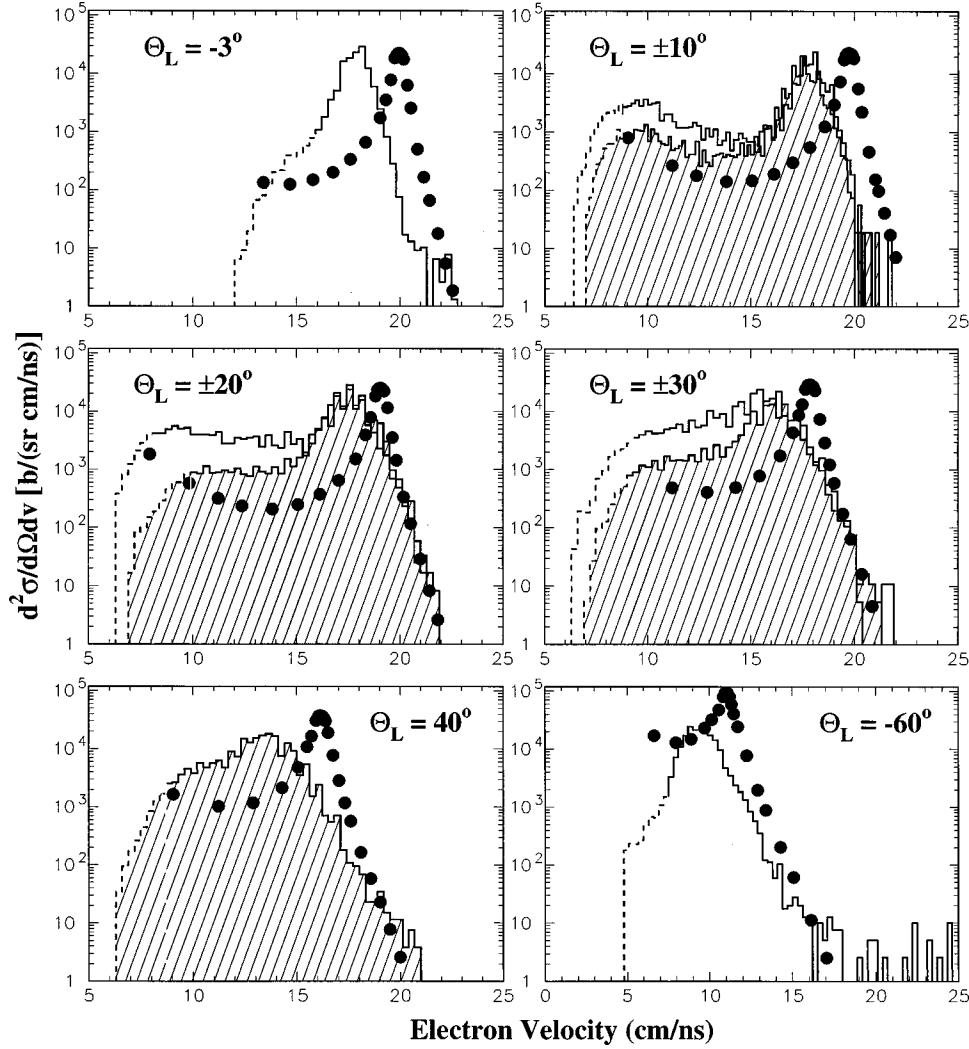 Θ_L = -3°
Θ_L = ±10°
10^5
10^4
10^3
10^2
10
1
5 10 15 20 25
10^5
10^4
10^3
10^2
10
1
5 10 15 20 25
Θ_L = ±20°
Θ_L = ±30°
10^5
10^4
10^3
10^2
10
1
5 10 15 20 25
10^5
10^4
10^3
10^2
10
1
5 10 15 20 25
Θ_L = 40°
Θ_L = -60°
10^5
10^4
10^3
10^2
10
1
5 10 15 20 25
10^5
10^4
10^3
10^2
10
1
0 5 10 15 20 25
d²σ/dΩdv [b/(sr cm/ns)]
Electron Velocity (cm/ns)